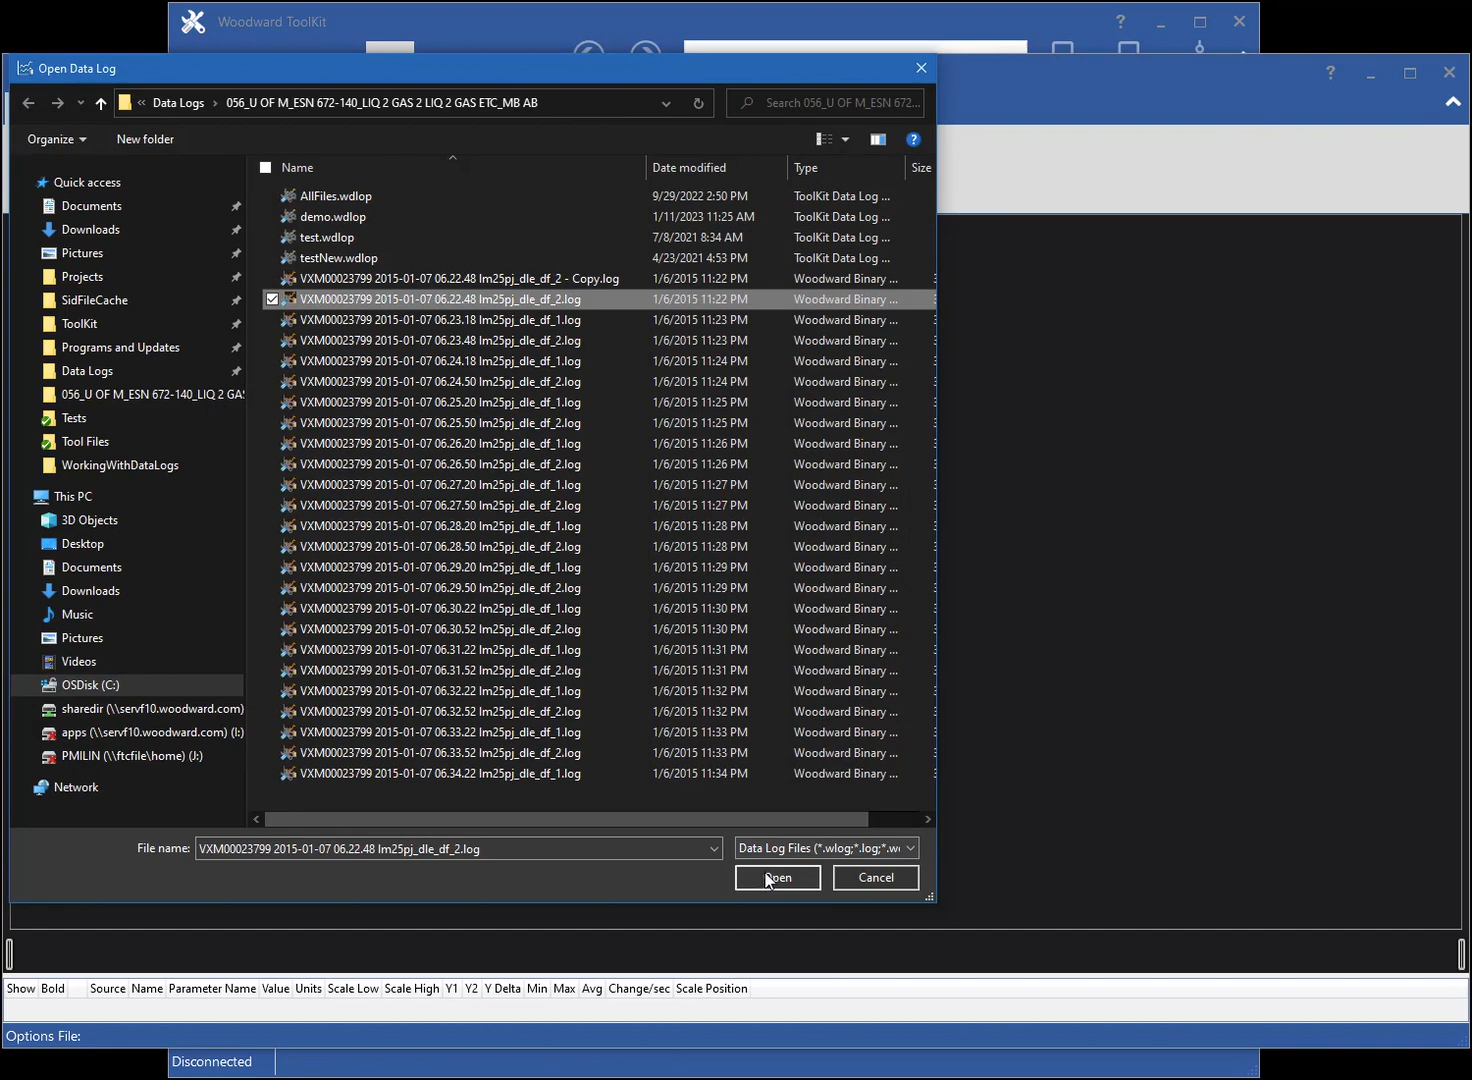 Woodward ToolKit
?
?
Open Data Log
« Data Logs › 056_U OF M_ESN 672-140_LIQ 2 GAS 2 LIQ 2 GAS ETC_MB AB
Search 056_U OF M_ESN 672...
Organize
New folder
?
Name Date modified Type Size
Quick access
Documents
Downloads
Pictures
Projects
SidFileCache
ToolKit
Programs and Updates
Data Logs
056_U OF M_ESN 672-140_LIQ 2 GAS
Tests
Tool Files
WorkingWithDataLogs
This PC
3D Objects
Desktop
Documents
Downloads
Music
Pictures
Videos
OSDisk (C:)
sharedir (\\servf10.woodward.com)
apps (\\servf10.woodward.com) (I:)
PMILIN (\\ftcfile\home) (J:)
Network
AllFiles.wdlop 9/29/2022 2:50 PM ToolKit Data Log ...
demo.wdlop 1/11/2023 11:25 AM ToolKit Data Log ...
test.wdlop 7/8/2021 8:34 AM ToolKit Data Log ...
testNew.wdlop 4/23/2021 4:53 PM ToolKit Data Log ...
VXM00023799 2015-01-07 06.22.48 lm25pj_dle_df_2 - Copy.log 1/6/2015 11:22 PM Woodward Binary ...
VXM00023799 2015-01-07 06.22.48 lm25pj_dle_df_2.log 1/6/2015 11:22 PM Woodward Binary ...
VXM00023799 2015-01-07 06.23.18 lm25pj_dle_df_1.log 1/6/2015 11:23 PM Woodward Binary ...
VXM00023799 2015-01-07 06.23.48 lm25pj_dle_df_2.log 1/6/2015 11:23 PM Woodward Binary ...
VXM00023799 2015-01-07 06.24.18 lm25pj_dle_df_1.log 1/6/2015 11:24 PM Woodward Binary ...
VXM00023799 2015-01-07 06.24.50 lm25pj_dle_df_2.log 1/6/2015 11:24 PM Woodward Binary ...
VXM00023799 2015-01-07 06.25.20 lm25pj_dle_df_1.log 1/6/2015 11:25 PM Woodward Binary ...
VXM00023799 2015-01-07 06.25.50 lm25pj_dle_df_2.log 1/6/2015 11:25 PM Woodward Binary ...
VXM00023799 2015-01-07 06.26.20 lm25pj_dle_df_1.log 1/6/2015 11:26 PM Woodward Binary ...
VXM00023799 2015-01-07 06.26.50 lm25pj_dle_df_2.log 1/6/2015 11:26 PM Woodward Binary ...
VXM00023799 2015-01-07 06.27.20 lm25pj_dle_df_1.log 1/6/2015 11:27 PM Woodward Binary ...
VXM00023799 2015-01-07 06.27.50 lm25pj_dle_df_2.log 1/6/2015 11:27 PM Woodward Binary ...
VXM00023799 2015-01-07 06.28.20 lm25pj_dle_df_1.log 1/6/2015 11:28 PM Woodward Binary ...
VXM00023799 2015-01-07 06.28.50 lm25pj_dle_df_2.log 1/6/2015 11:28 PM Woodward Binary ...
VXM00023799 2015-01-07 06.29.20 lm25pj_dle_df_1.log 1/6/2015 11:29 PM Woodward Binary ...
VXM00023799 2015-01-07 06.29.50 lm25pj_dle_df_2.log 1/6/2015 11:29 PM Woodward Binary ...
VXM00023799 2015-01-07 06.30.22 lm25pj_dle_df_1.log 1/6/2015 11:30 PM Woodward Binary ...
VXM00023799 2015-01-07 06.30.52 lm25pj_dle_df_2.log 1/6/2015 11:30 PM Woodward Binary ...
VXM00023799 2015-01-07 06.31.22 lm25pj_dle_df_1.log 1/6/2015 11:31 PM Woodward Binary ...
VXM00023799 2015-01-07 06.31.52 lm25pj_dle_df_2.log 1/6/2015 11:31 PM Woodward Binary ...
VXM00023799 2015-01-07 06.32.22 lm25pj_dle_df_1.log 1/6/2015 11:32 PM Woodward Binary ...
VXM00023799 2015-01-07 06.32.52 lm25pj_dle_df_2.log 1/6/2015 11:32 PM Woodward Binary ...
VXM00023799 2015-01-07 06.33.22 lm25pj_dle_df_1.log 1/6/2015 11:33 PM Woodward Binary ...
VXM00023799 2015-01-07 06.33.52 lm25pj_dle_df_2.log 1/6/2015 11:33 PM Woodward Binary ...
VXM00023799 2015-01-07 06.34.22 lm25pj_dle_df_1.log 1/6/2015 11:34 PM Woodward Binary ...
File name: VXM00023799 2015-01-07 06.22.48 lm25pj_dle_df_2.log
Data Log Files (*.wlog;*.log;*.w
Open
Cancel
Show Bold Source Name Parameter Name Value Units Scale Low Scale High Y1 Y2 Y Delta Min Max Avg Change/sec Scale Position
Options File:
Disconnected